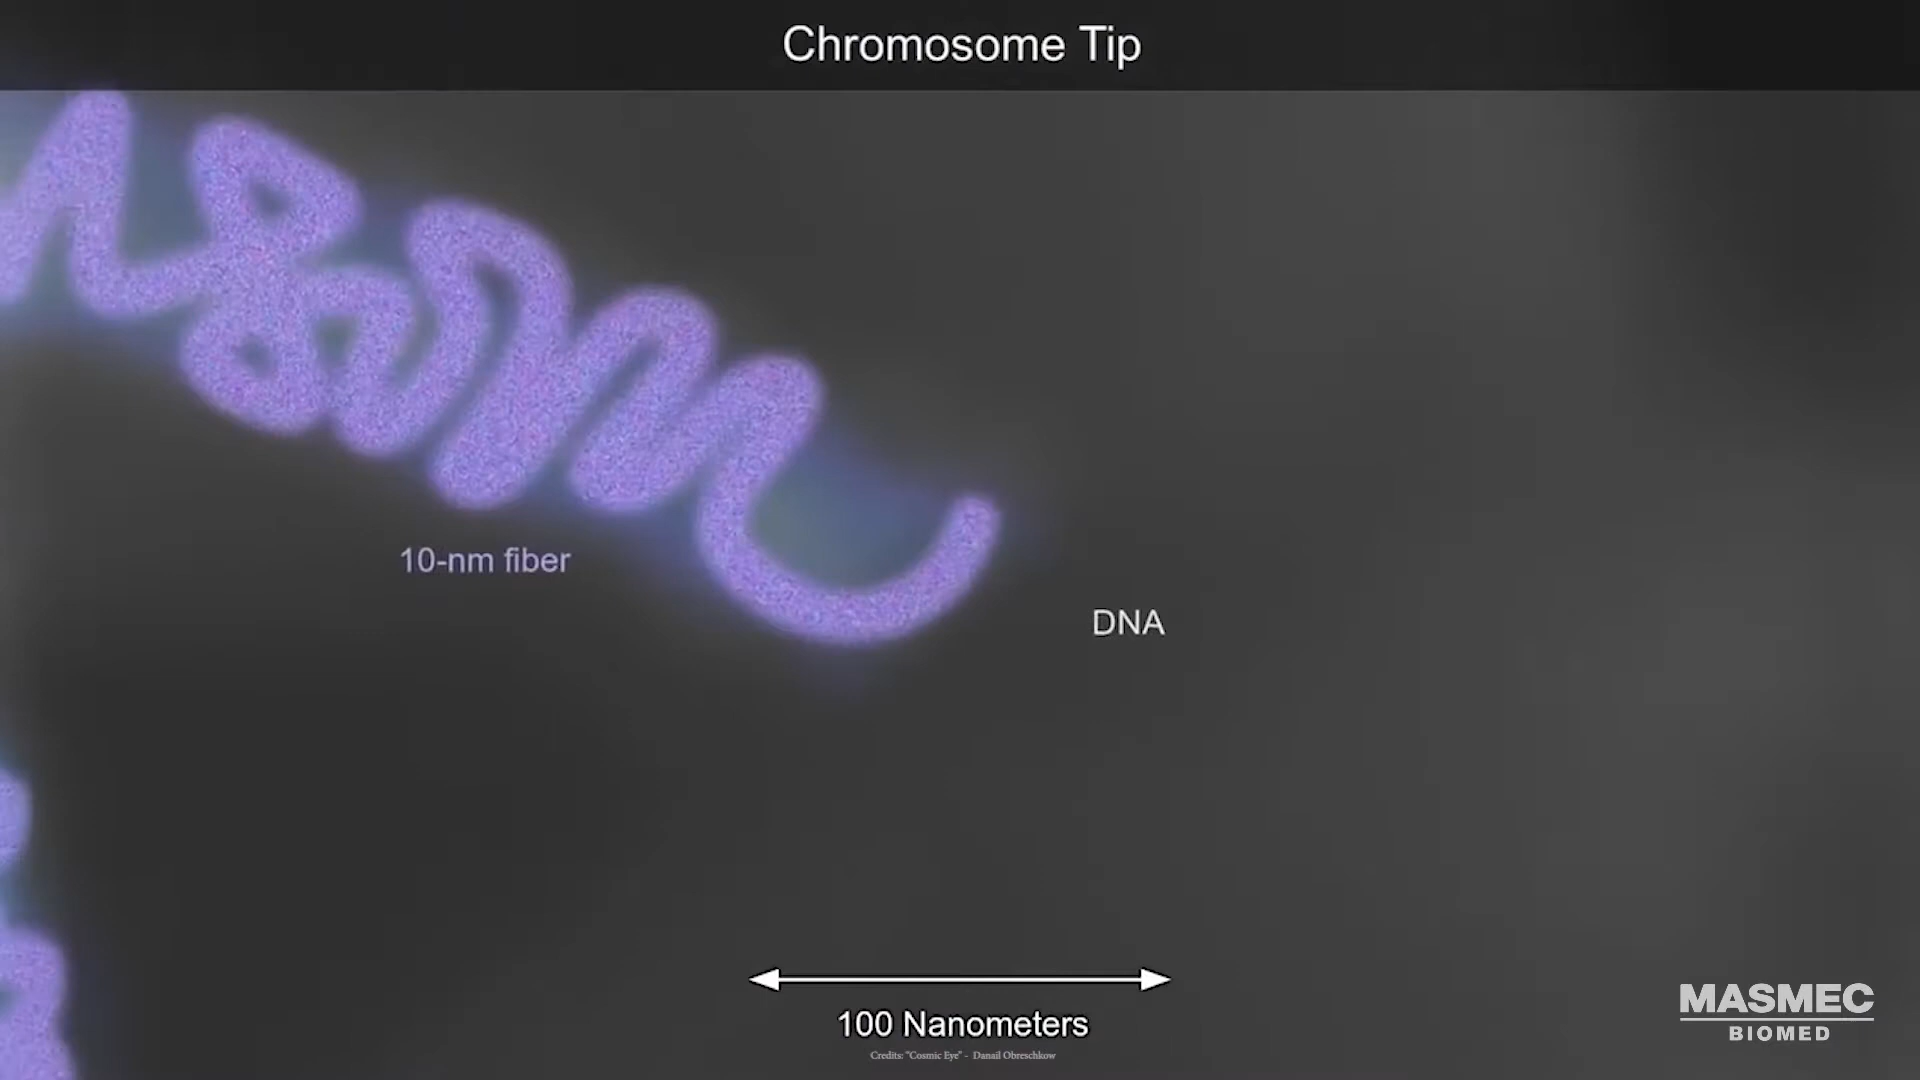 Chromosome Tip
10-nm fiber
DNA
100 Nanometers
Credits: "Cosmic Eye" - Danail Obreschkow
MASMEC
BIOMED